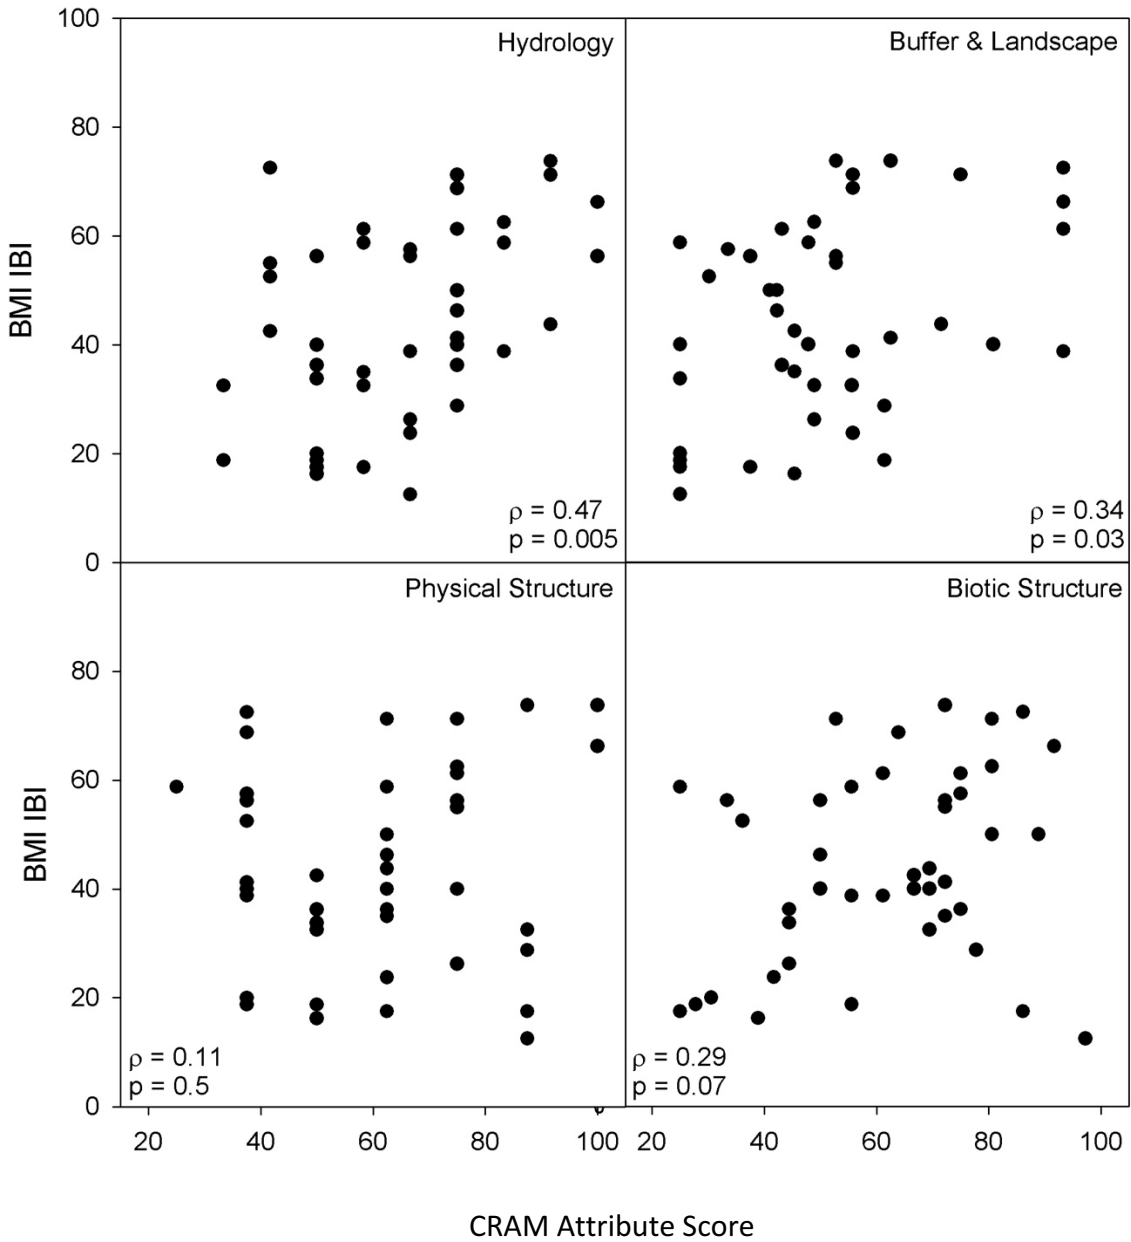 100
Hydrology
Buffer & Landscape
80
60
BMI IBI
40
20
ρ = 0.47
p = 0.005
ρ = 0.34
p = 0.03
0
Physical Structure
Biotic Structure
80
60
BMI IBI
40
20
ρ = 0.11
p = 0.5
ρ = 0.29
p = 0.07
0
20 40 60 80 100 20 40 60 80 100
CRAM Attribute Score